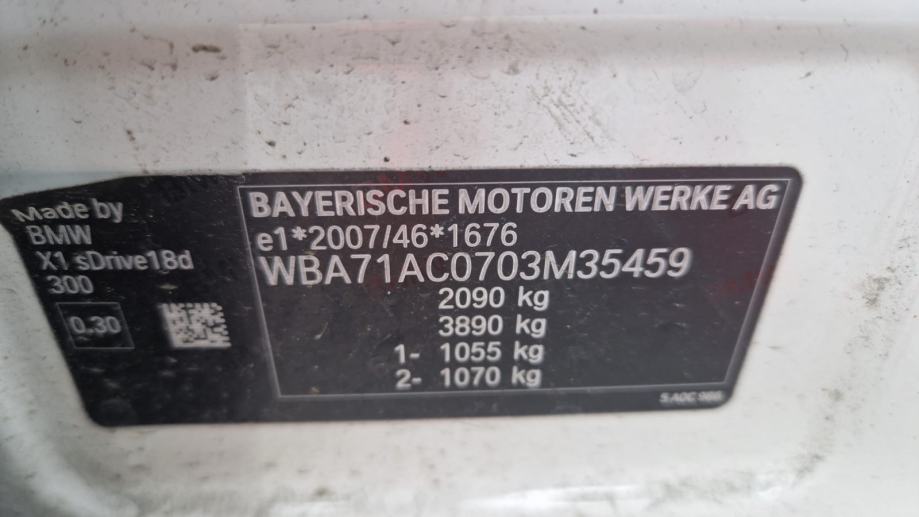 Made by
BMW
X1 sDrive18d
300
0.30
BAYERISCHE MOTOREN WERKE AG
e1*2007/46*1676
WBA71AC0703M35459
2090 kg
3890 kg
1- 1055 kg
2- 1070 kg